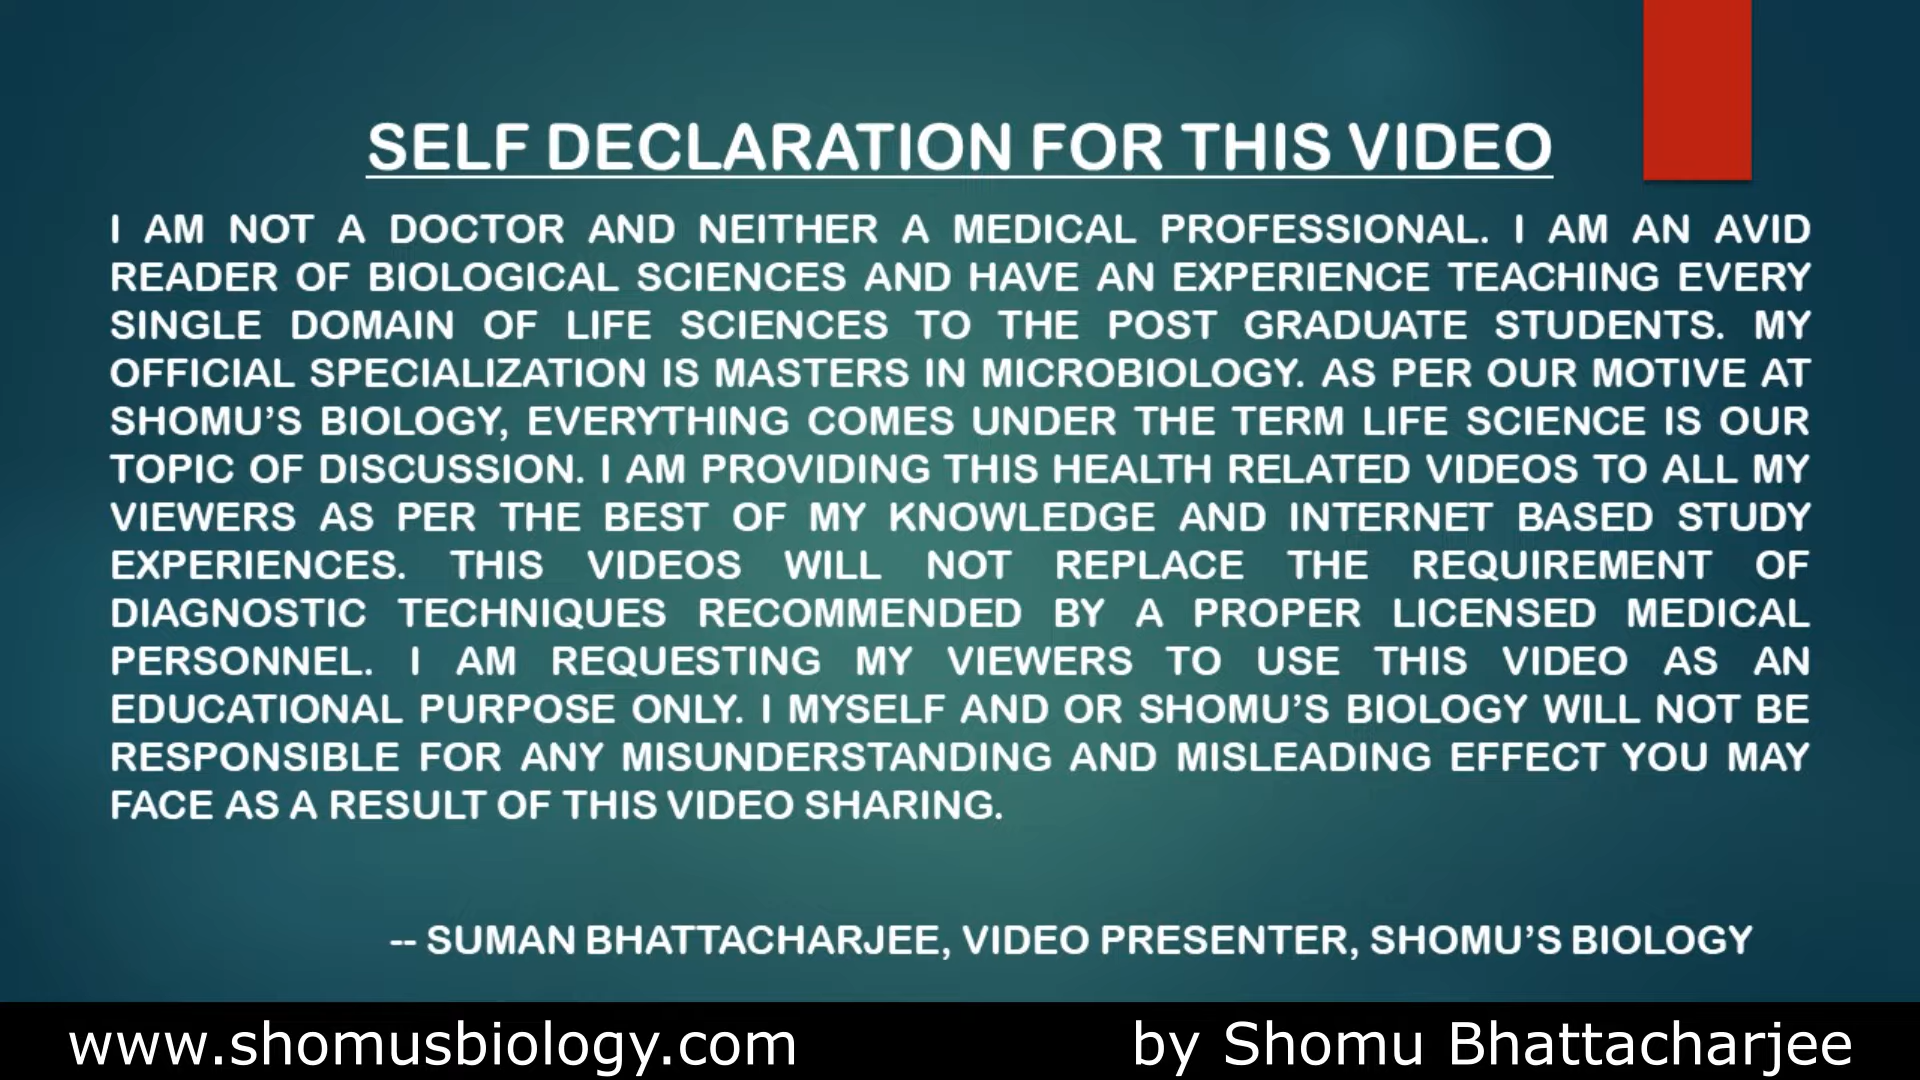 SELF DECLARATION FOR THIS VIDEO
I AM NOT A DOCTOR AND NEITHER A MEDICAL PROFESSIONAL. I AM AN AVID
READER OF BIOLOGICAL SCIENCES AND HAVE AN EXPERIENCE TEACHING EVERY
SINGLE DOMAIN OF LIFE SCIENCES TO THE POST GRADUATE STUDENTS. MY
OFFICIAL SPECIALIZATION IS MASTERS IN MICROBIOLOGY. AS PER OUR MOTIVE AT
SHOMU’S BIOLOGY, EVERYTHING COMES UNDER THE TERM LIFE SCIENCE IS OUR
TOPIC OF DISCUSSION. I AM PROVIDING THIS HEALTH RELATED VIDEOS TO ALL MY
VIEWERS AS PER THE BEST OF MY KNOWLEDGE AND INTERNET BASED STUDY
EXPERIENCES. THIS VIDEOS WILL NOT REPLACE THE REQUIREMENT OF
DIAGNOSTIC TECHNIQUES RECOMMENDED BY A PROPER LICENSED MEDICAL
PERSONNEL. I AM REQUESTING MY VIEWERS TO USE THIS VIDEO AS AN
EDUCATIONAL PURPOSE ONLY. I MYSELF AND OR SHOMU’S BIOLOGY WILL NOT BE
RESPONSIBLE FOR ANY MISUNDERSTANDING AND MISLEADING EFFECT YOU MAY
FACE AS A RESULT OF THIS VIDEO SHARING.
-- SUMAN BHATTACHARJEE, VIDEO PRESENTER, SHOMU’S BIOLOGY
www.shomusbiology.com by Shomu Bhattacharjee